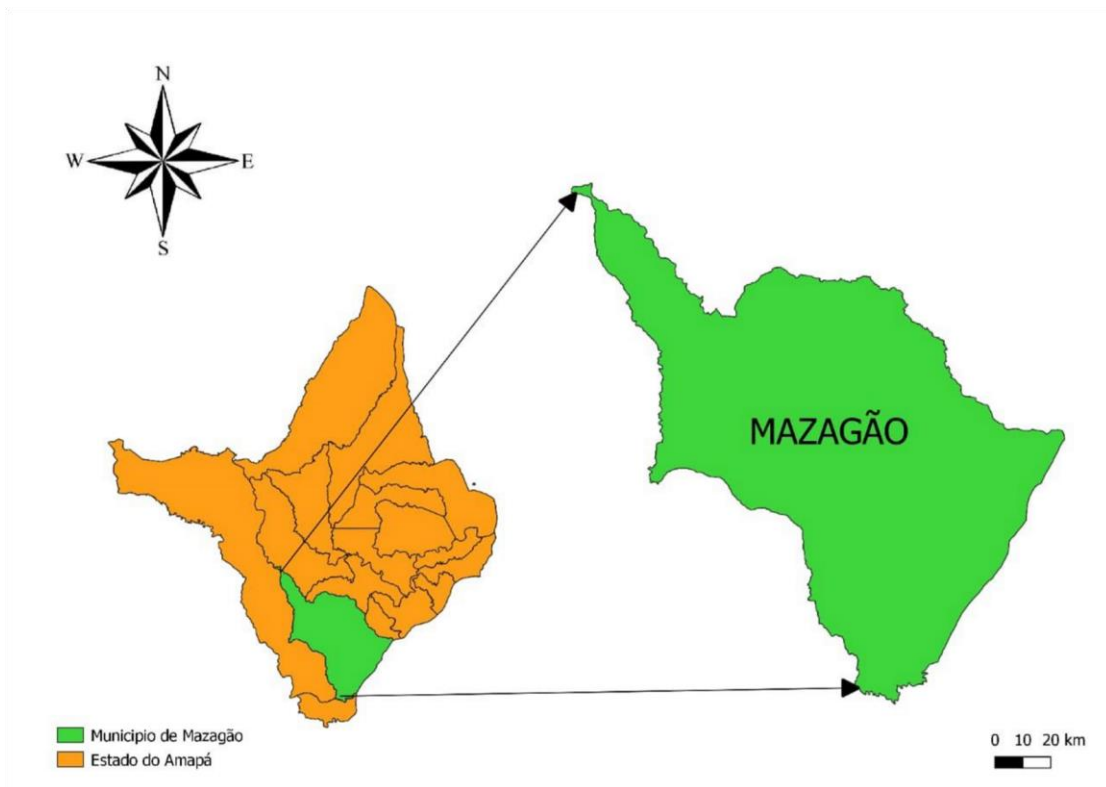 N
W E
S
MAZAGÃO
Municipio de Mazagão
Estado do Amapá
0 10 20 km